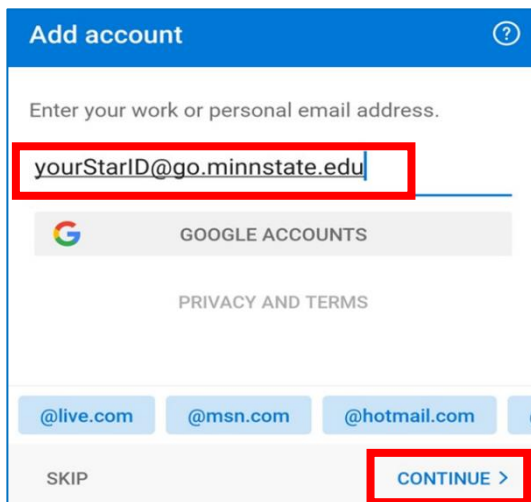 Add account ?
Enter your work or personal email address.
yourStarID@go.minnstate.edu
G GOOGLE ACCOUNTS
PRIVACY AND TERMS
@live.com @msn.com @hotmail.com
SKIP CONTINUE >